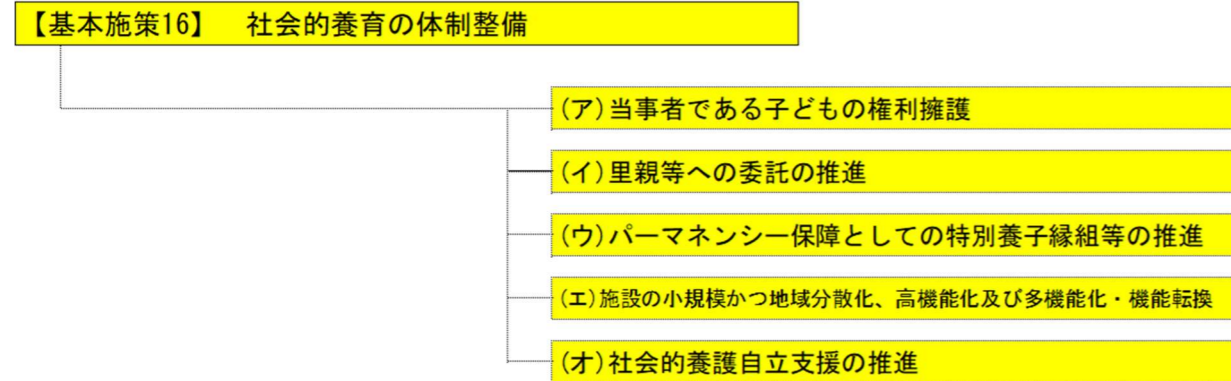 【基本施策16】　社会的養育の体制整備
(ア)当事者である子どもの権利擁護
(イ)里親等への委託の推進
(ウ)パーマネンシー保障としての特別養子縁組等の推進
(エ)施設の小規模かつ地域分散化、高機能化及び多機能化・機能転換
(オ)社会的養護自立支援の推進